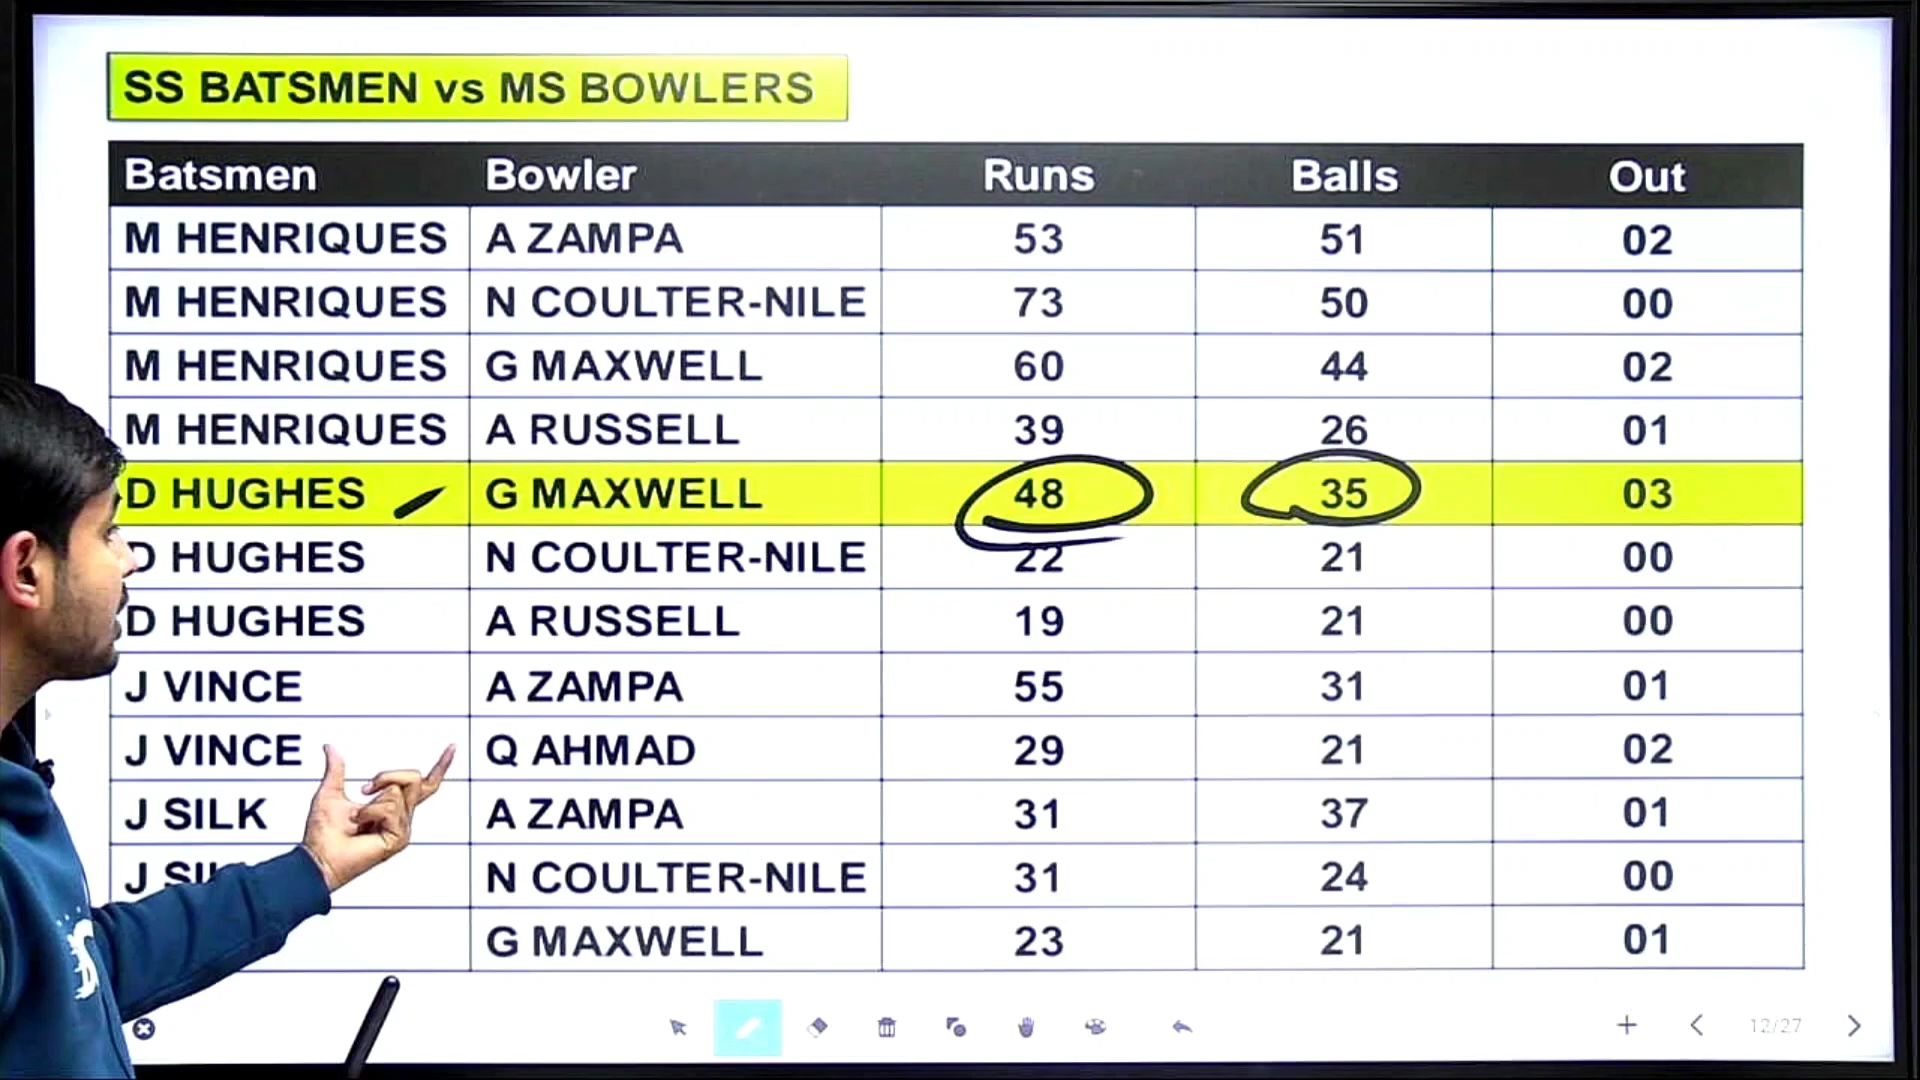 SS BATSMEN vs MS BOWLERS
Batsmen Bowler Runs Balls Out
M HENRIQUES A ZAMPA 53 51 02
M HENRIQUES N COULTER-NILE 73 50 00
M HENRIQUES G MAXWELL 60 44 02
M HENRIQUES A RUSSELL 39 26 01
D HUGHES G MAXWELL 48 35 03
D HUGHES N COULTER-NILE 22 21 00
D HUGHES A RUSSELL 19 21 00
J VINCE A ZAMPA 55 31 01
J VINCE Q AHMAD 29 21 02
J SILK A ZAMPA 31 37 01
J N COULTER-NILE 31 24 00
G MAXWELL 23 21 01
12/27